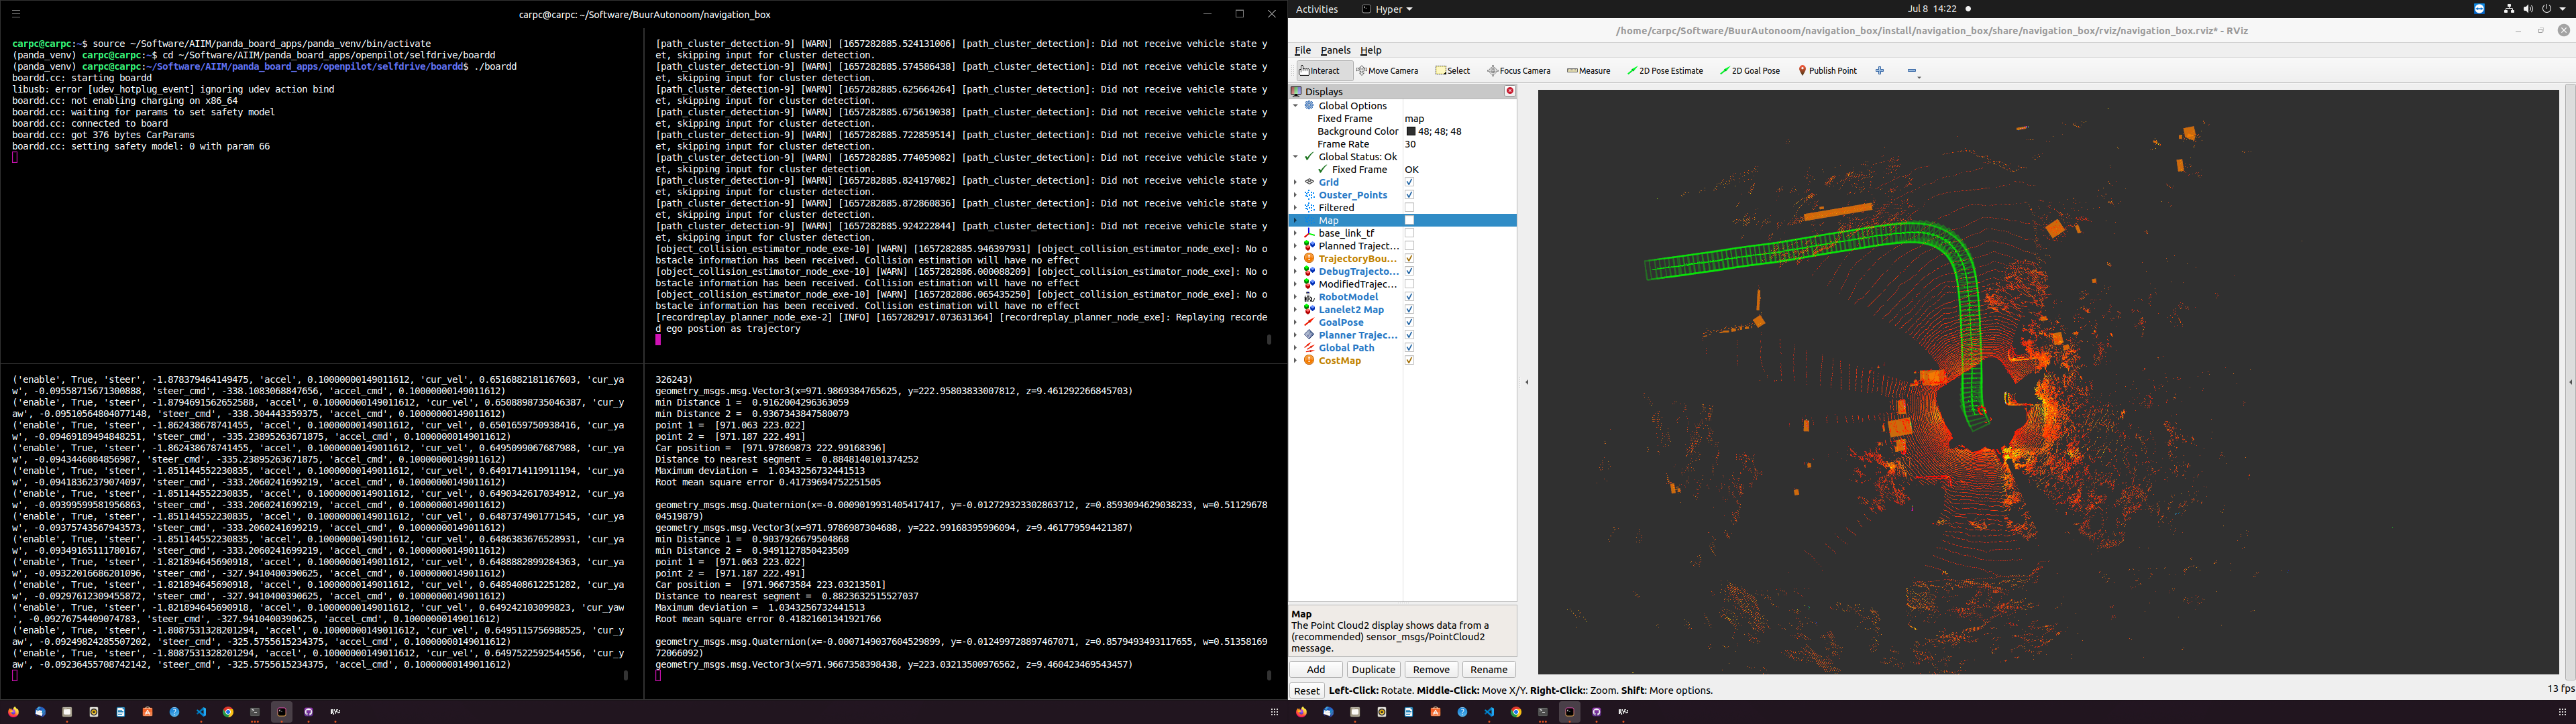 carpc@carpc: ~/Software/BuurAutonoom/navigation_box
carpc@carpc:~$ source ~/Software/AIIM/panda_board_apps/panda_venv/bin/activate
(panda_venv) carpc@carpc:~$ cd ~/Software/AIIM/panda_board_apps/openpilot/selfdrive/boardd
(panda_venv) carpc@carpc:~/Software/AIIM/panda_board_apps/openpilot/selfdrive/boardd$ ./boardd
boardd.cc: starting boardd
libusb: error [udev_hotplug_event] ignoring udev action bind
boardd.cc: not enabling charging on x86_64
boardd.cc: waiting for params to set safety model
boardd.cc: connected to board
boardd.cc: got 376 bytes CarParams
boardd.cc: setting safety model: 0 with param 66
[path_cluster_detection-9] [WARN] [1657282885.524131006] [path_cluster_detection]: Did not receive vehicle state y
et, skipping input for cluster detection.
[path_cluster_detection-9] [WARN] [1657282885.574586438] [path_cluster_detection]: Did not receive vehicle state y
et, skipping input for cluster detection.
[path_cluster_detection-9] [WARN] [1657282885.625664264] [path_cluster_detection]: Did not receive vehicle state y
et, skipping input for cluster detection.
[path_cluster_detection-9] [WARN] [1657282885.675619038] [path_cluster_detection]: Did not receive vehicle state y
et, skipping input for cluster detection.
[path_cluster_detection-9] [WARN] [1657282885.722859514] [path_cluster_detection]: Did not receive vehicle state y
et, skipping input for cluster detection.
[path_cluster_detection-9] [WARN] [1657282885.774059082] [path_cluster_detection]: Did not receive vehicle state y
et, skipping input for cluster detection.
[path_cluster_detection-9] [WARN] [1657282885.824197082] [path_cluster_detection]: Did not receive vehicle state y
et, skipping input for cluster detection.
[path_cluster_detection-9] [WARN] [1657282885.872860836] [path_cluster_detection]: Did not receive vehicle state y
et, skipping input for cluster detection.
[path_cluster_detection-9] [WARN] [1657282885.924222844] [path_cluster_detection]: Did not receive vehicle state y
et, skipping input for cluster detection.
[object_collision_estimator_node_exe-10] [WARN] [1657282885.946397931] [object_collision_estimator_node_exe]: No o
bstacle information has been received. Collision estimation will have no effect
[object_collision_estimator_node_exe-10] [WARN] [1657282886.000088209] [object_collision_estimator_node_exe]: No o
bstacle information has been received. Collision estimation will have no effect
[object_collision_estimator_node_exe-10] [WARN] [1657282886.065435250] [object_collision_estimator_node_exe]: No o
bstacle information has been received. Collision estimation will have no effect
[recordreplay_planner_node_exe-2] [INFO] [1657282917.073631364] [recordreplay_planner_node_exe]: Replaying recorde
d ego postion as trajectory
('enable', True, 'steer', -1.878379464149475, 'accel', 0.10000000149011612, 'cur_vel', 0.6516882181167603, 'cur_ya
w', -0.09558715671300888, 'steer_cmd', -338.1083068847656, 'accel_cmd', 0.10000000149011612)
('enable', True, 'steer', -1.8794691562652588, 'accel', 0.10000000149011612, 'cur_vel', 0.6508898735046387, 'cur_y
aw', -0.09510564804077148, 'steer_cmd', -338.304443359375, 'accel_cmd', 0.10000000149011612)
('enable', True, 'steer', -1.862438678741455, 'accel', 0.10000000149011612, 'cur_vel', 0.6501659750938416, 'cur_ya
w', -0.09469189494848251, 'steer_cmd', -335.23895263671875, 'accel_cmd', 0.10000000149011612)
('enable', True, 'steer', -1.862438678741455, 'accel', 0.10000000149011612, 'cur_vel', 0.6495099067687988, 'cur_ya
w', -0.0943446084856987, 'steer_cmd', -335.23895263671875, 'accel_cmd', 0.10000000149011612)
('enable', True, 'steer', -1.851144552230835, 'accel', 0.10000000149011612, 'cur_vel', 0.6491714119911194, 'cur_ya
w', -0.09418362379074097, 'steer_cmd', -333.2060241699219, 'accel_cmd', 0.10000000149011612)
('enable', True, 'steer', -1.851144552230835, 'accel', 0.10000000149011612, 'cur_vel', 0.6490342617034912, 'cur_ya
w', -0.09399599581956863, 'steer_cmd', -333.2060241699219, 'accel_cmd', 0.10000000149011612)
('enable', True, 'steer', -1.851144552230835, 'accel', 0.10000000149011612, 'cur_vel', 0.6487374901771545, 'cur_ya
w', -0.09375743567943573, 'steer_cmd', -333.2060241699219, 'accel_cmd', 0.10000000149011612)
('enable', True, 'steer', -1.851144552230835, 'accel', 0.10000000149011612, 'cur_vel', 0.6486383676528931, 'cur_ya
w', -0.09349165111780167, 'steer_cmd', -333.2060241699219, 'accel_cmd', 0.10000000149011612)
('enable', True, 'steer', -1.821894645690918, 'accel', 0.10000000149011612, 'cur_vel', 0.6488882899284363, 'cur_ya
w', -0.09322016686201096, 'steer_cmd', -327.9410400390625, 'accel_cmd', 0.10000000149011612)
('enable', True, 'steer', -1.821894645690918, 'accel', 0.10000000149011612, 'cur_vel', 0.6489408612251282, 'cur_ya
w', -0.09297612309455872, 'steer_cmd', -327.9410400390625, 'accel_cmd', 0.10000000149011612)
('enable', True, 'steer', -1.821894645690918, 'accel', 0.10000000149011612, 'cur_vel', 0.649242103099823, 'cur_yaw
', -0.09276754409074783, 'steer_cmd', -327.9410400390625, 'accel_cmd', 0.10000000149011612)
('enable', True, 'steer', -1.8087531328201294, 'accel', 0.10000000149011612, 'cur_vel', 0.6495115756988525, 'cur_y
aw', -0.09249824285507202, 'steer_cmd', -325.5755615234375, 'accel_cmd', 0.10000000149011612)
('enable', True, 'steer', -1.8087531328201294, 'accel', 0.10000000149011612, 'cur_vel', 0.6497522592544556, 'cur_y
aw', -0.09236455708742142, 'steer_cmd', -325.5755615234375, 'accel_cmd', 0.10000000149011612)
326243)
geometry_msgs.msg.Vector3(x=971.9869384765625, y=222.95803833007812, z=9.461292266845703)
min Distance 1 =  0.9162004296363059
min Distance 2 =  0.9367343847580079
point 1 =  [971.063 223.022]
point 2 =  [971.187 222.491]
Car position =  [971.97869873 222.99168396]
Distance to nearest segment =  0.8848140101374252
Maximum deviation =  1.0343256732441513
Root mean square error 0.41739694752251505
geometry_msgs.msg.Quaternion(x=-0.0009019931405417417, y=-0.012729323302863712, z=0.8593094629038233, w=0.51129676
04519879)
geometry_msgs.msg.Vector3(x=971.9786987304688, y=222.99168395996094, z=9.461779594421387)
min Distance 1 =  0.9037926679504868
min Distance 2 =  0.9491127850423509
point 1 =  [971.063 223.022]
point 2 =  [971.187 222.491]
Car position =  [971.96673584 223.03213501]
Distance to nearest segment =  0.8823632515527037
Maximum deviation =  1.0343256732441513
Root mean square error 0.41821601341921766
geometry_msgs.msg.Quaternion(x=-0.0007149037604529899, y=-0.012499728897467071, z=0.8579493493117655, w=0.51358169
72066092)
geometry_msgs.msg.Vector3(x=971.9667358398438, y=223.03213500976562, z=9.460423469543457)
Activities
Hyper
Jul 8 14:22
/home/carpc/Software/BuurAutonoom/navigation_box/install/navigation_box/share/navigation_box/rviz/navigation_box.rviz* - RViz
File Panels Help
Interact Move Camera Select Focus Camera Measure 2D Pose Estimate 2D Goal Pose Publish Point
Displays
Global Options
Fixed Frame map
Background Color 48; 48; 48
Frame Rate 30
Global Status: Ok
Fixed Frame OK
Grid
Ouster_Points
Filtered
Map
base_link_tf
Planned Traject...
TrajectoryBou...
DebugTrajecto...
ModifiedTrajec...
RobotModel
Lanelet2 Map
GoalPose
Planner Trajec...
Global Path
CostMap
Map
The Point Cloud2 display shows data from a
(recommended) sensor_msgs/PointCloud2
message.
Add Duplicate Remove Rename
Reset Left-Click: Rotate. Middle-Click: Move X/Y. Right-Click:: Zoom. Shift: More options.
13 fps